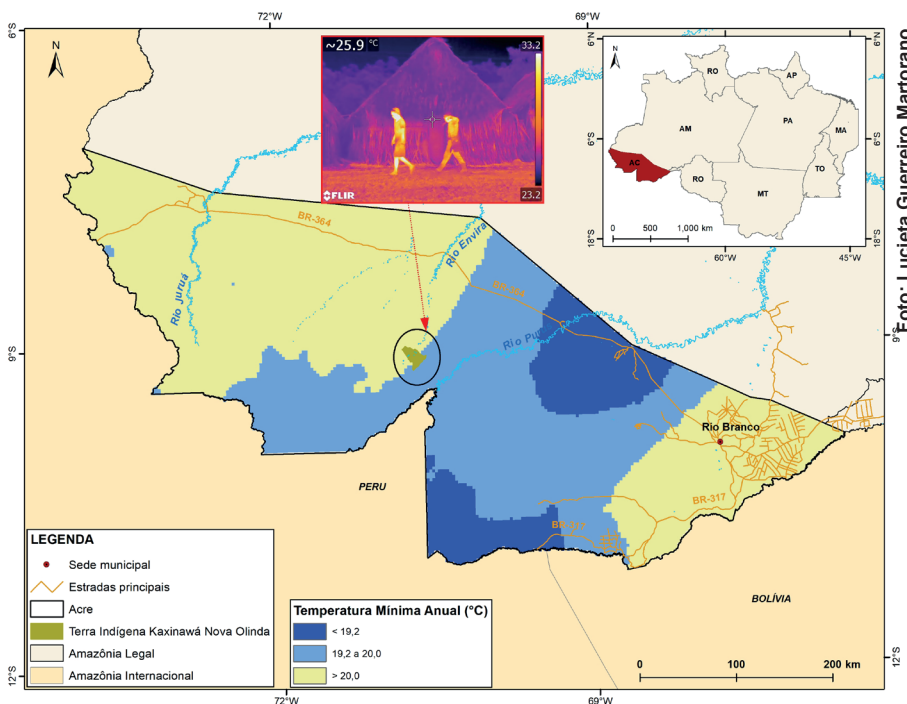 72°W
69°W
6°S
N
~25.9 °C
33.2
23.2
FLIR
6°N
N
RO
AP
AM
PA
MA
AC
RO
TO
MT
6°S
18°S
18°S
0 500 1,000 km
60°W
45°W
Foto: Lucieta Guerreiro Martorano
BR-364
Rio Envira
Rio Juruá
BR-364
Rio Pur
9°S
9°S
Rio Branco
PERU
BR-317
BR-317
BOLÍVIA
LEGENDA
Sede municipal
Estradas principais
Acre
Terra Indígena Kaxinawá Nova Olinda
Amazônia Legal
Amazônia Internacional
Temperatura Mínima Anual (°C)
< 19,2
19,2 a 20,0
> 20,0
0 100 200 km
12°S
12°S
72°W
69°W